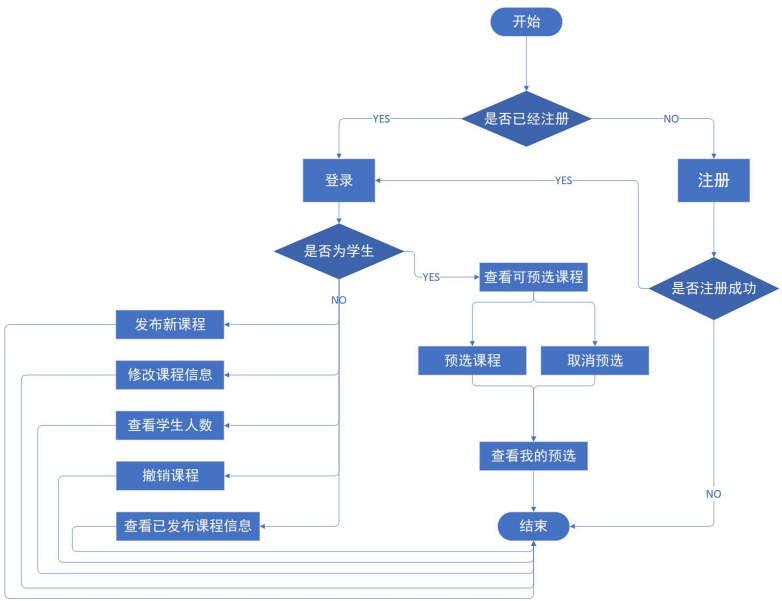 开始
是否已经注册
YES
NO
登录
YES
注册
是否为学生
YES
查看可预选课程
是否注册成功
NO
发布新课程
预选课程
取消预选
修改课程信息
查看学生人数
查看我的预选
撤销课程
NO
查看已发布课程信息
结束